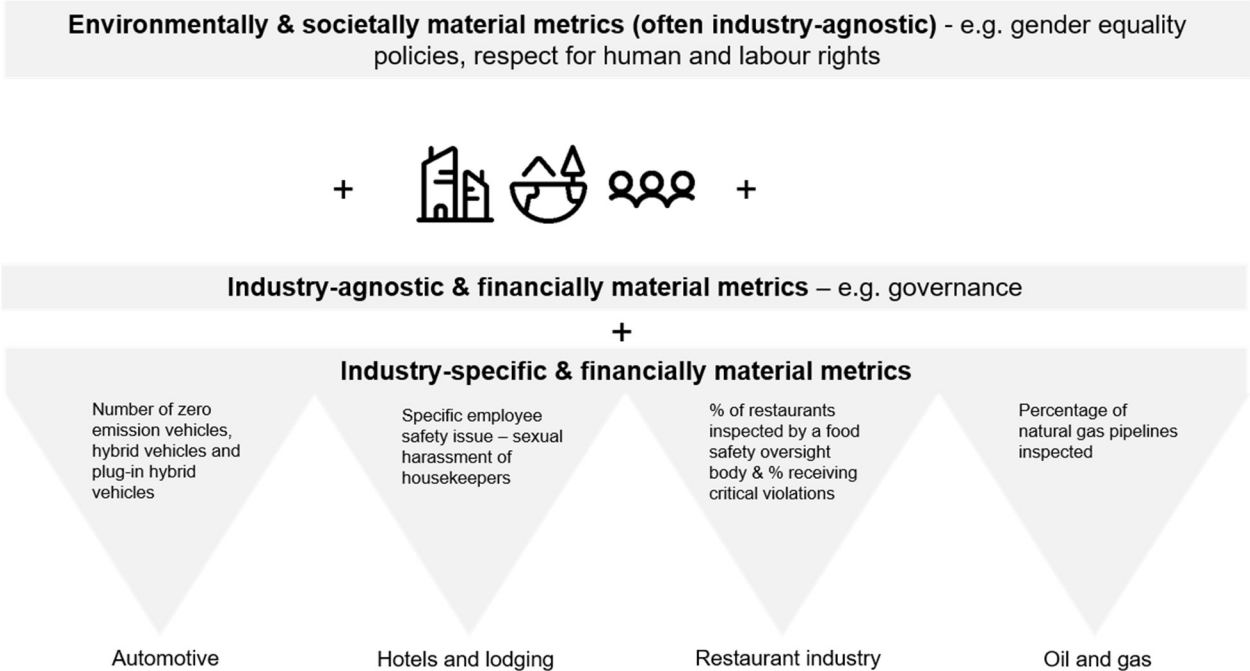 Environmentally & societally material metrics (often industry-agnostic) - e.g. gender equality
policies, respect for human and labour rights
+ +
Industry-agnostic & financially material metrics – e.g. governance
+
Industry-specific & financially material metrics
Number of zero
emission vehicles,
hybrid vehicles and
plug-in hybrid
vehicles
Specific employee
safety issue – sexual
harassment of
housekeepers
% of restaurants
inspected by a food
safety oversight
body & % receiving
critical violations
Percentage of
natural gas pipelines
inspected
Automotive
Hotels and lodging
Restaurant industry
Oil and gas